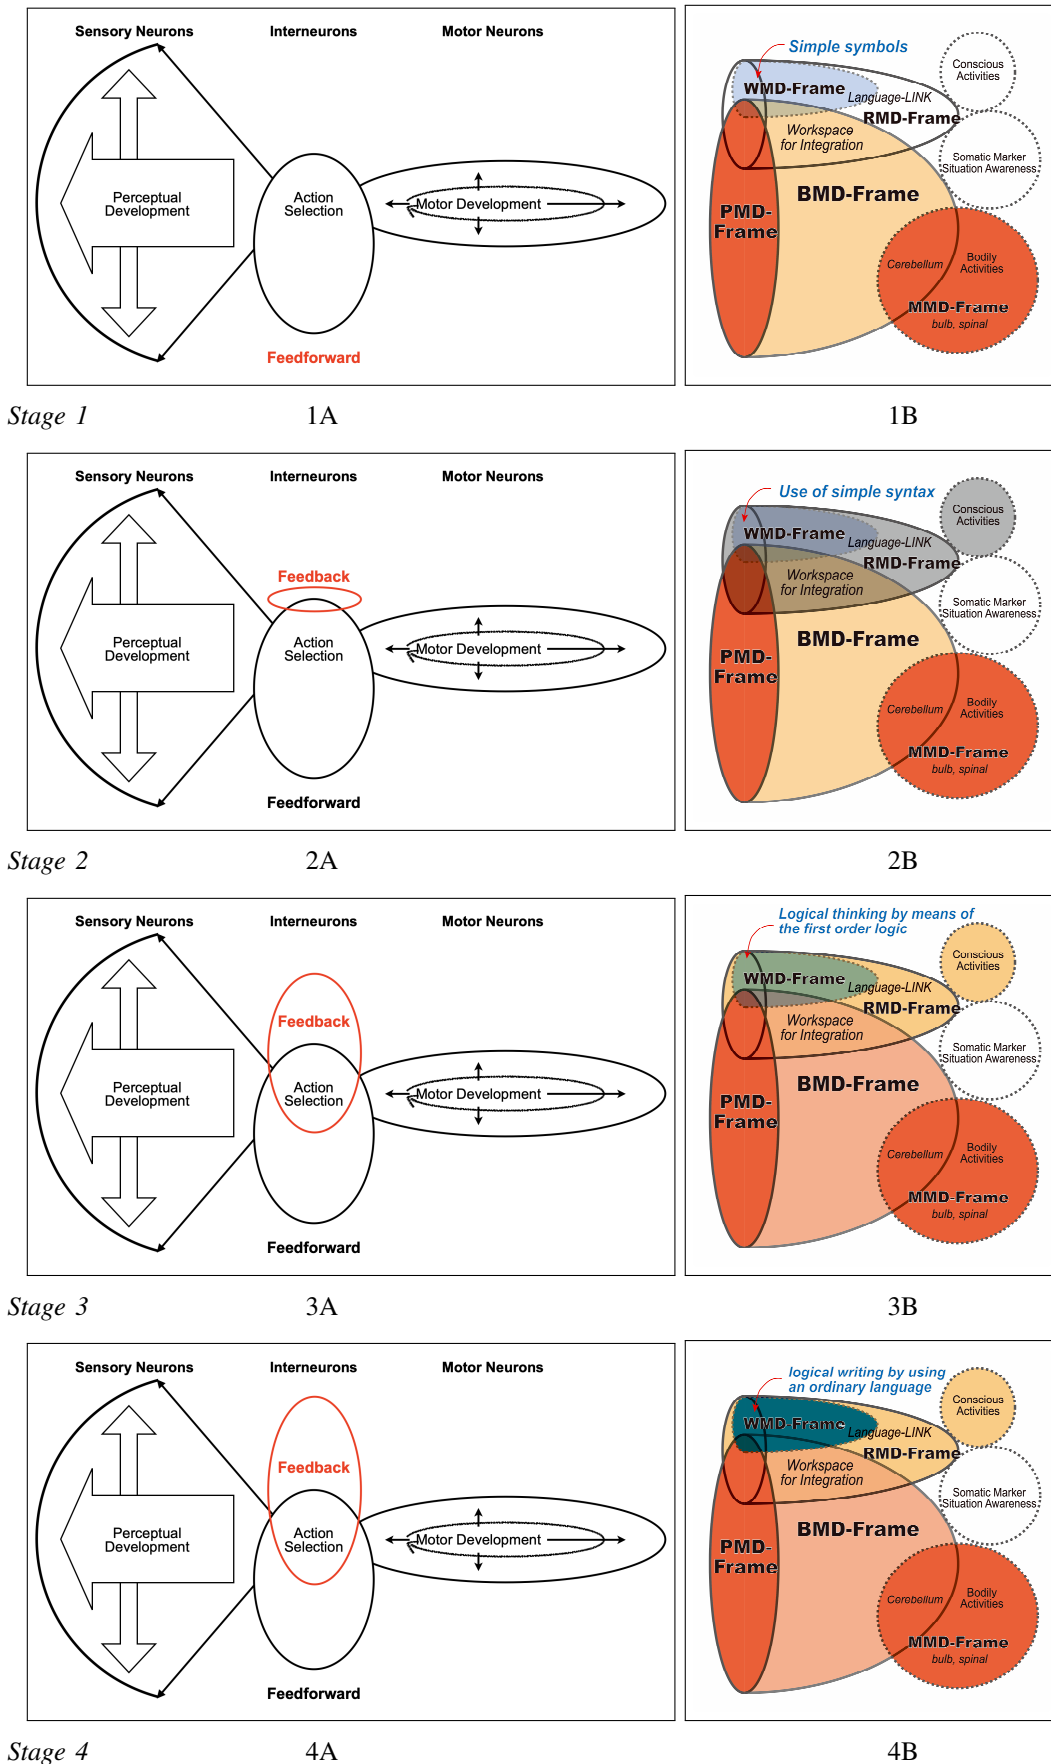 Sensory Neurons
Interneurons
Motor Neurons
Perceptual
Development
Action
Selection
Motor Development
Feedforward
Simple symbols
WMD-Frame
Language-LINK
RMD-Frame
Workspace
for Integration
BMD-Frame
PMD-
Frame
Conscious
Activities
Somatic Marker
Situation Awareness
Cerebellum
Bodily
Activities
MMD-Frame
bulb, spinal
Stage 1
1A
1B
Sensory Neurons
Interneurons
Motor Neurons
Feedback
Perceptual
Development
Action
Selection
Motor Development
Feedforward
Use of simple syntax
WMD-Frame
Language-LINK
RMD-Frame
Workspace
for Integration
BMD-Frame
PMD-
Frame
Conscious
Activities
Somatic Marker
Situation Awareness
Cerebellum
Bodily
Activities
MMD-Frame
bulb, spinal
Stage 2
2A
2B
Sensory Neurons
Interneurons
Motor Neurons
Feedback
Perceptual
Development
Action
Selection
Motor Development
Feedforward
Logical thinking by means of
the first order logic
WMD-Frame
Language-LINK
RMD-Frame
Workspace
for Integration
BMD-Frame
PMD-
Frame
Conscious
Activities
Somatic Marker
Situation Awareness
Cerebellum
Bodily
Activities
MMD-Frame
bulb, spinal
Stage 3
3A
3B
Sensory Neurons
Interneurons
Motor Neurons
Feedback
Perceptual
Development
Action
Selection
Motor Development
Feedforward
logical writing by using
an ordinary language
WMD-Frame
Language-LINK
RMD-Frame
Workspace
for Integration
BMD-Frame
PMD-
Frame
Conscious
Activities
Somatic Marker
Situation Awareness
Cerebellum
Bodily
Activities
MMD-Frame
bulb, spinal
Stage 4
4A
4B